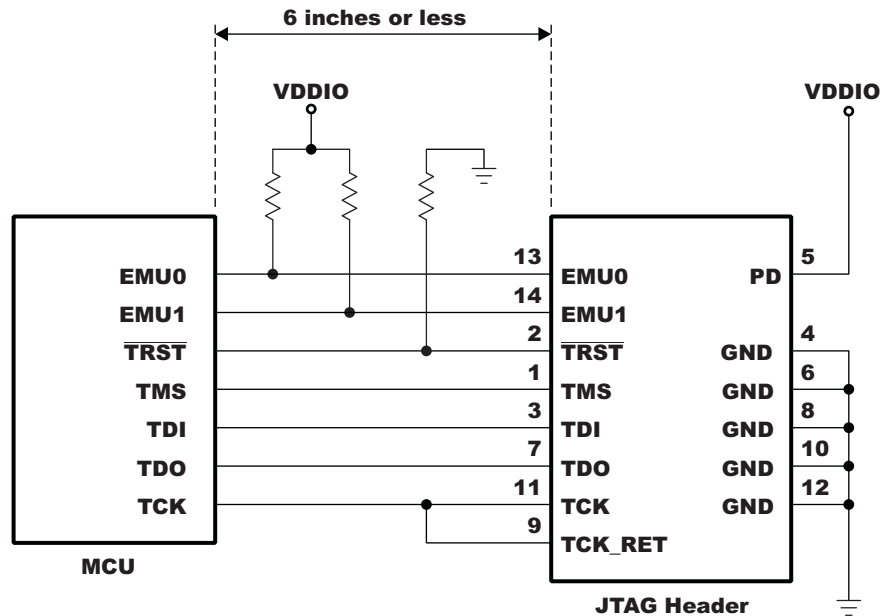 6 inches or less
VDDIO
VDDIO
EMU0
EMU1
TRST
TMS
TDI
TDO
TCK
MCU
13
14
2
1
3
7
11
9
EMU0
EMU1
TRST
TMS
TDI
TDO
TCK
TCK_RET
PD
GND
GND
GND
GND
GND
5
4
6
8
10
12
JTAG Header